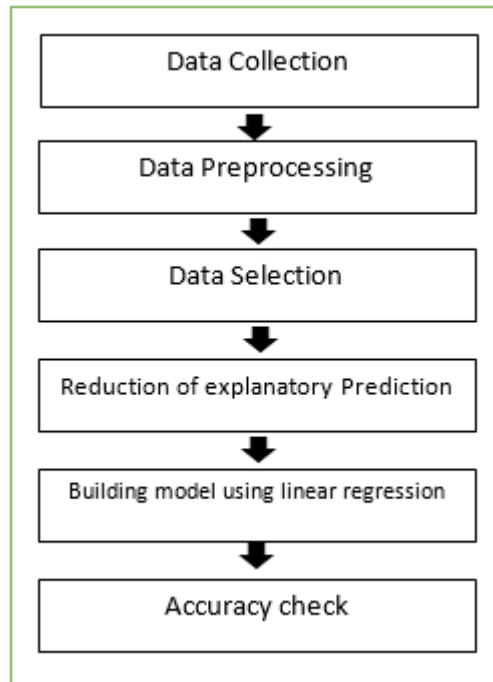 Data Collection
Data Preprocessing
Data Selection
Reduction of explanatory Prediction
Building model using linear regression
Accuracy check